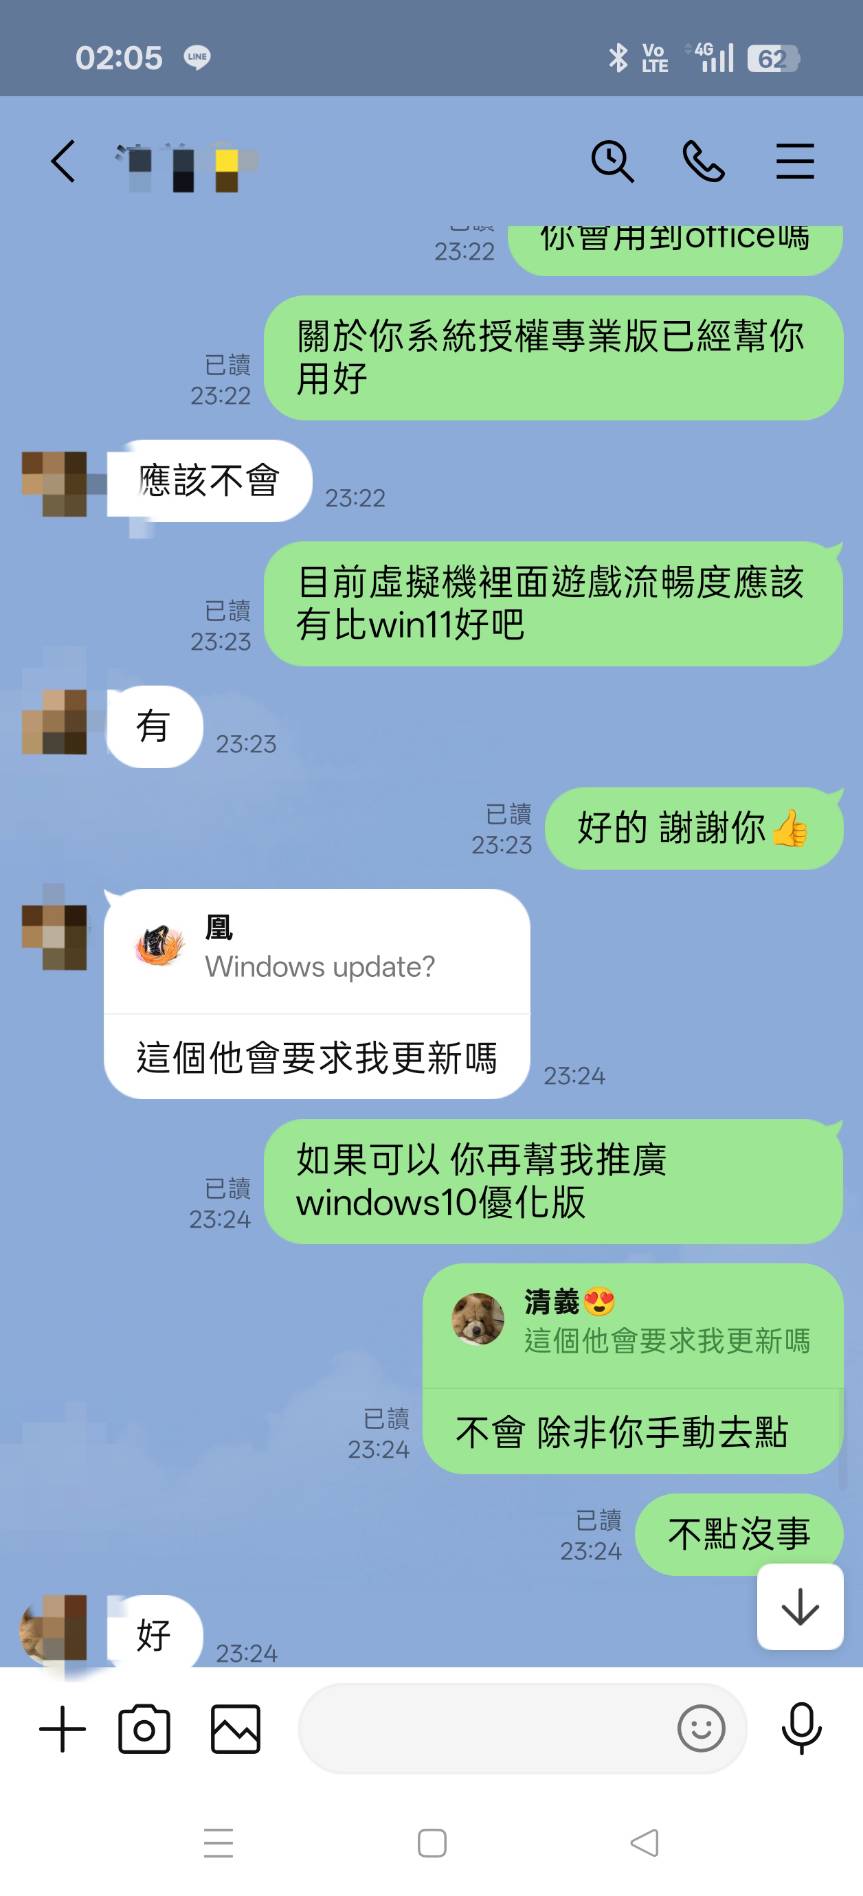 02:05
LINE
Vo
LTE
4G
62
你會用到office嗎
已讀
23:22
關於你系統授權專業版已經幫你
用好
已讀
23:22
應該不會
23:22
目前虛擬機裡面遊戲流暢度應該
有比win11好吧
已讀
23:23
有
23:23
好的 謝謝你👍
已讀
23:23
凰
Windows update?
這個他會要求我更新嗎
23:24
如果可以 你再幫我推廣
windows10優化版
已讀
23:24
清義😍
這個他會要求我更新嗎
不會 除非你手動去點
已讀
23:24
不點沒事
已讀
23:24
好
23:24